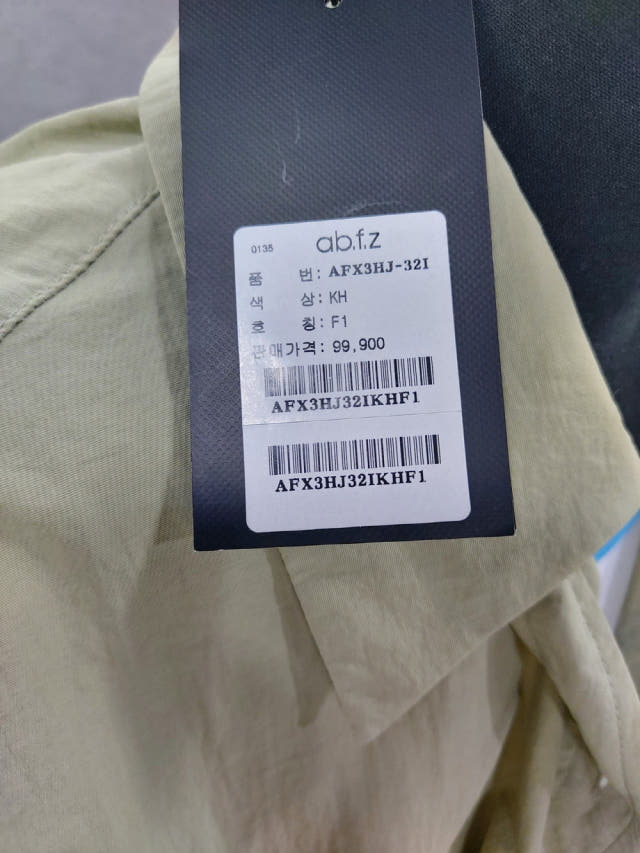 0135 ab.f.z
품 번: AFX3HJ-32I
색 상: KH
호 칭: F1
판매가격: 99,900
AFX3HJ32IKHF1
AFX3HJ32IKHF1